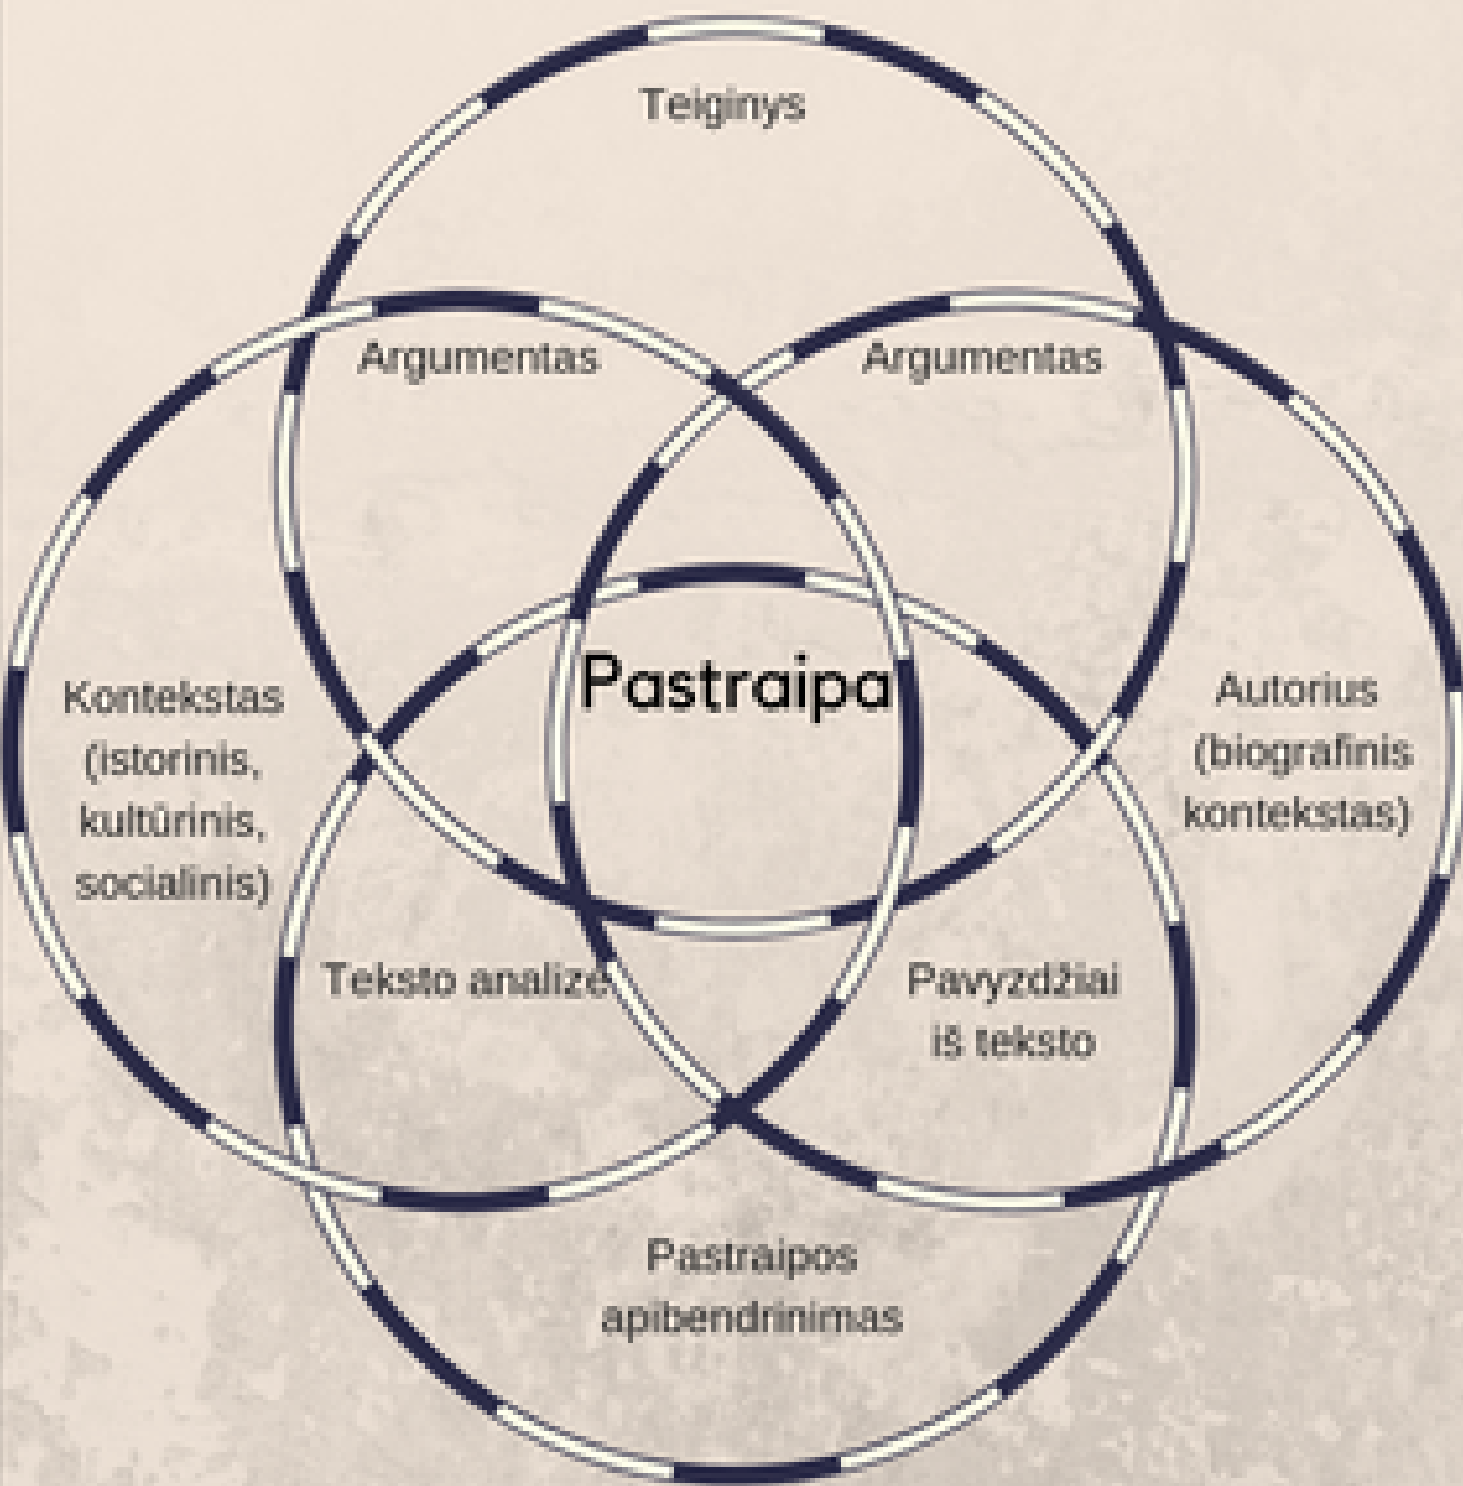 Teiginys
Argumentas
Argumentas
Pastraipa
Kontekstas
(istorinis,
kultūrinis,
socialinis)
Autorius
(biografinis
kontekstas)
Teksto analizė
Pavyzdžiai
iš teksto
Pastraipos
apibendrinimas